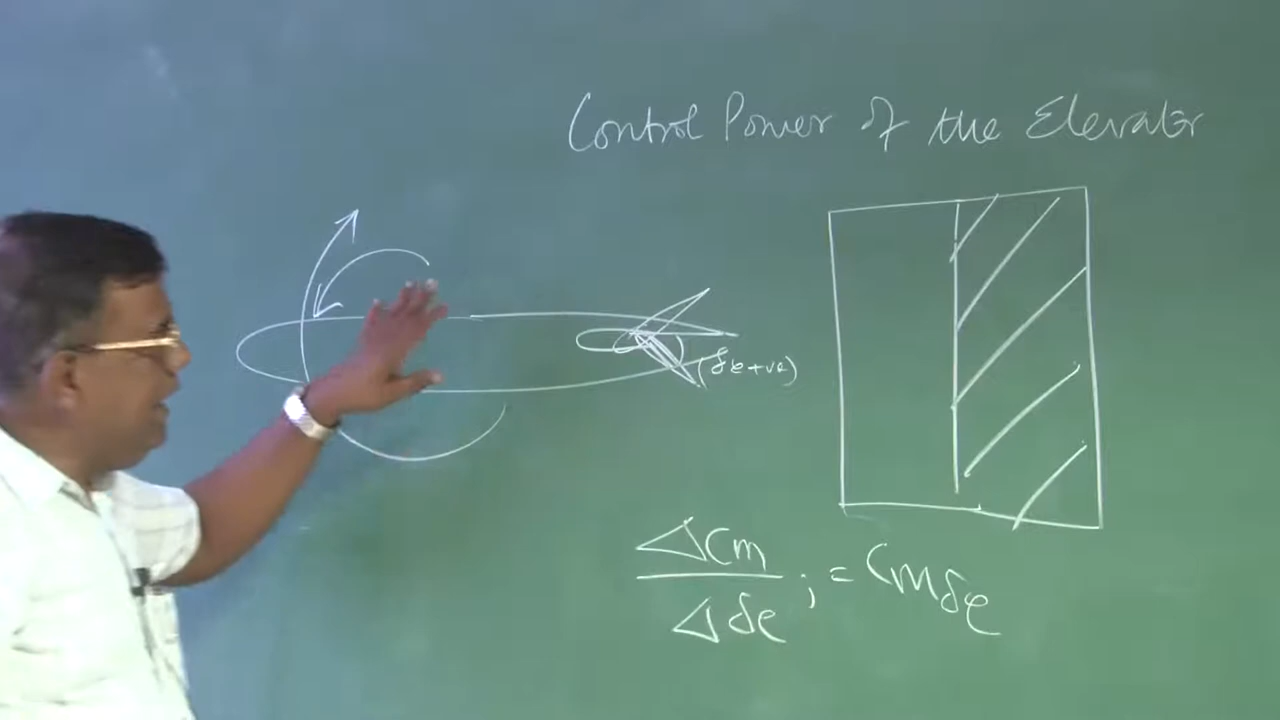 Control Power of the Elevator
(δe+ve)
ΔCm
Δδe
; = Cmδe